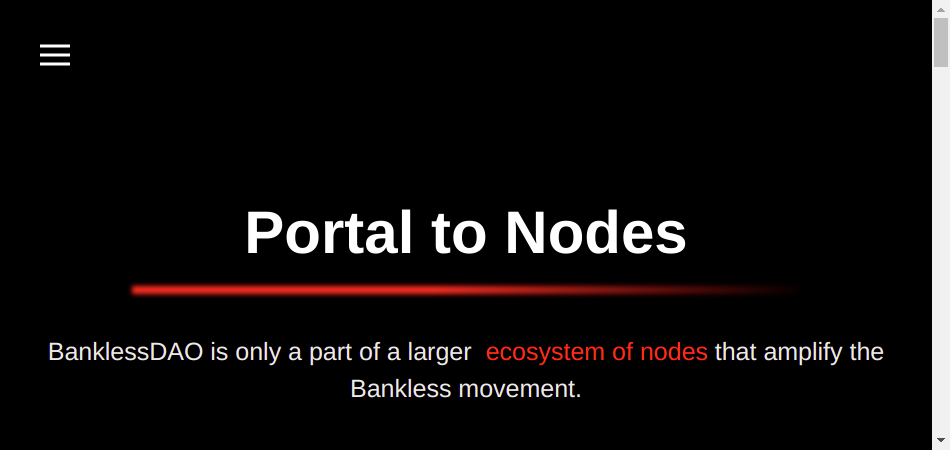 Portal to Nodes
BanklessDAO is only a part of a larger ecosystem of nodes that amplify the
Bankless movement.